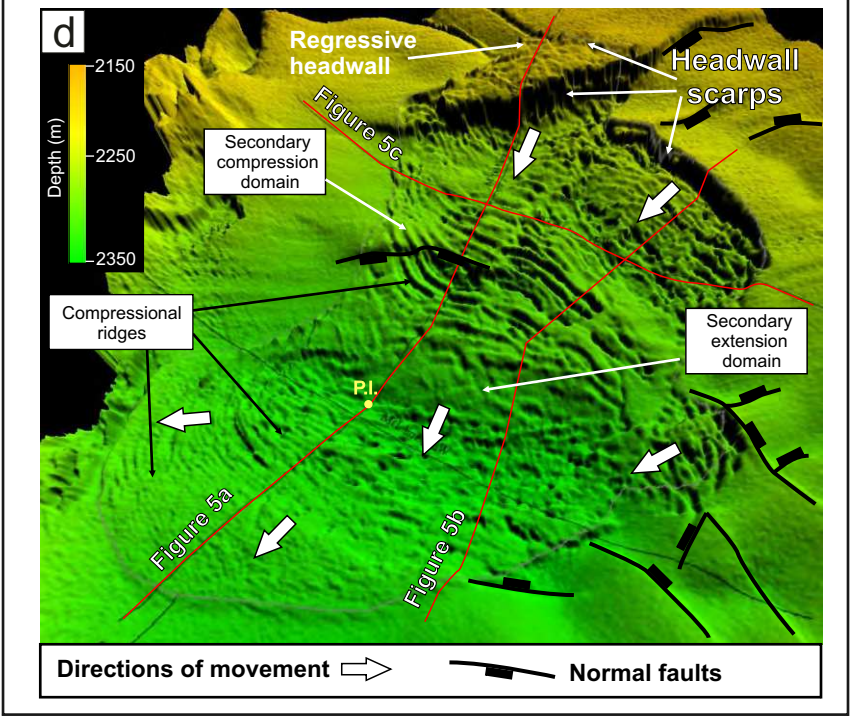 d
2150
2250
2350
Depth (m)
Regressive
headwall
Headwall
scarps
Figure 5c
Secondary
compression
domain
Compressional
ridges
Secondary
extension
domain
P.I.
Figure 5a
Figure 5b
Directions of movement
Normal faults